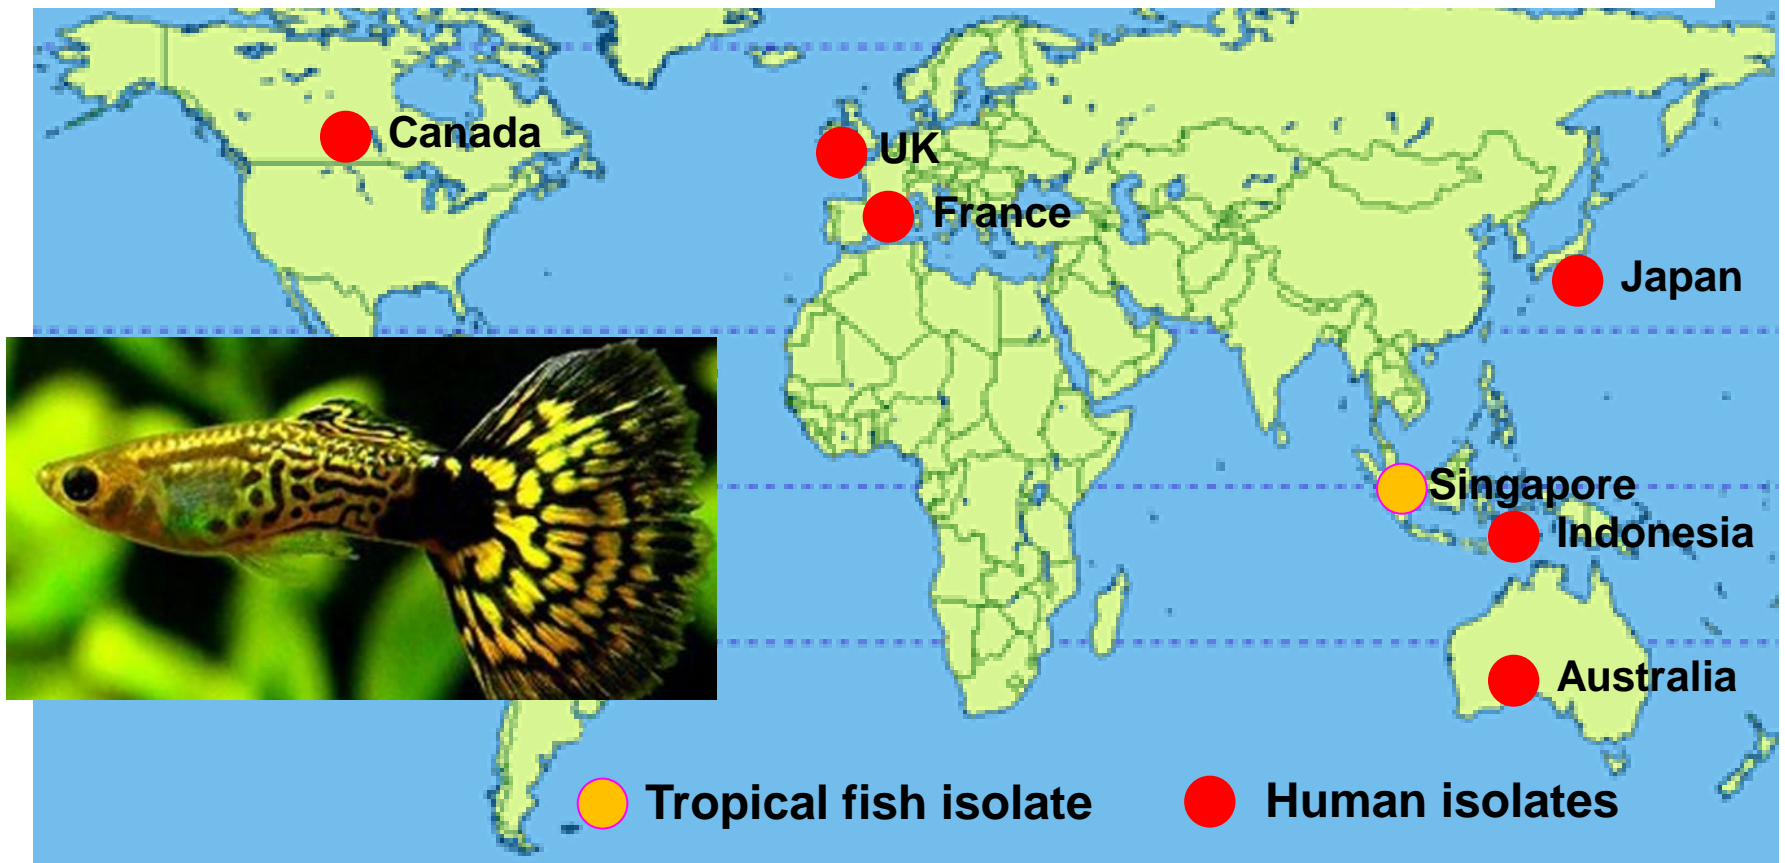 Canada
UK
France
Japan
Singapore
Indonesia
Australia
Tropical fish isolate
Human isolates